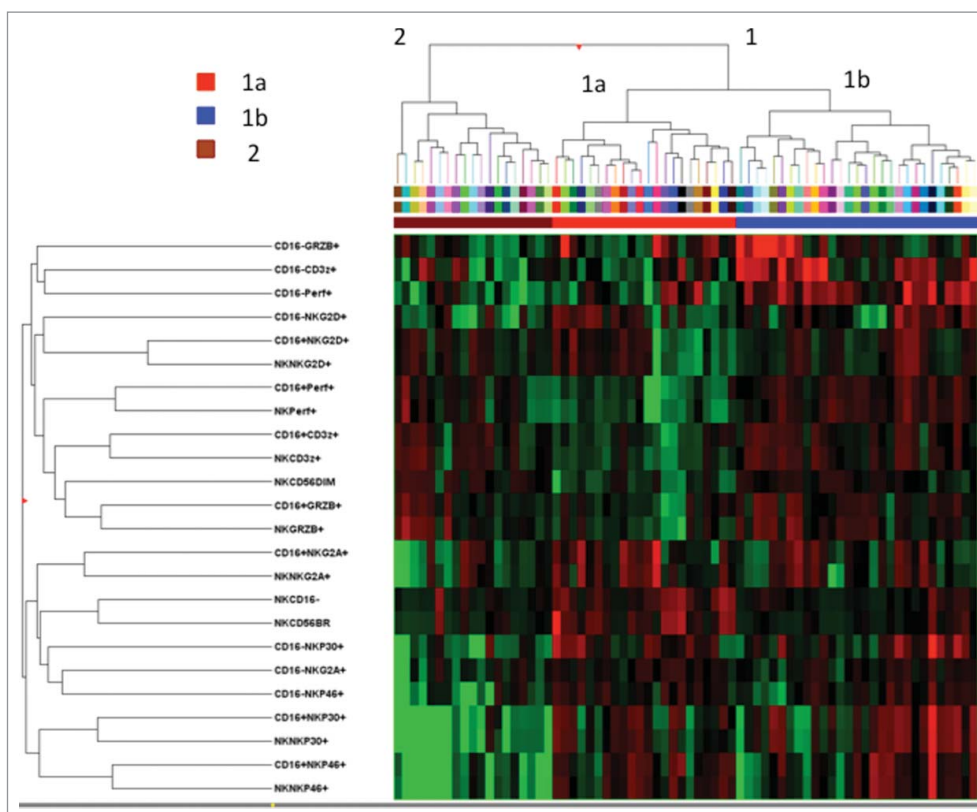 2
1
1a
1b
1a
1b
2
CD16-GRZB+
CD16-CD3z+
CD16-Perf+
CD16-NKG2D+
CD16+NKG2D+
NKNKG2D+
CD16+Perf+
NKPerf+
CD16+CD3z+
NKCD3z+
NKCD56DIM
CD16+GRZB+
NKGRZB+
CD16+NKG2A+
NKNKG2A+
NKCD16-
NKCD56BR
CD16-NKP30+
CD16-NKG2A+
CD16-NKP46+
CD16+NKP30+
NKNKP30+
CD16+NKP46+
NKNKP46+